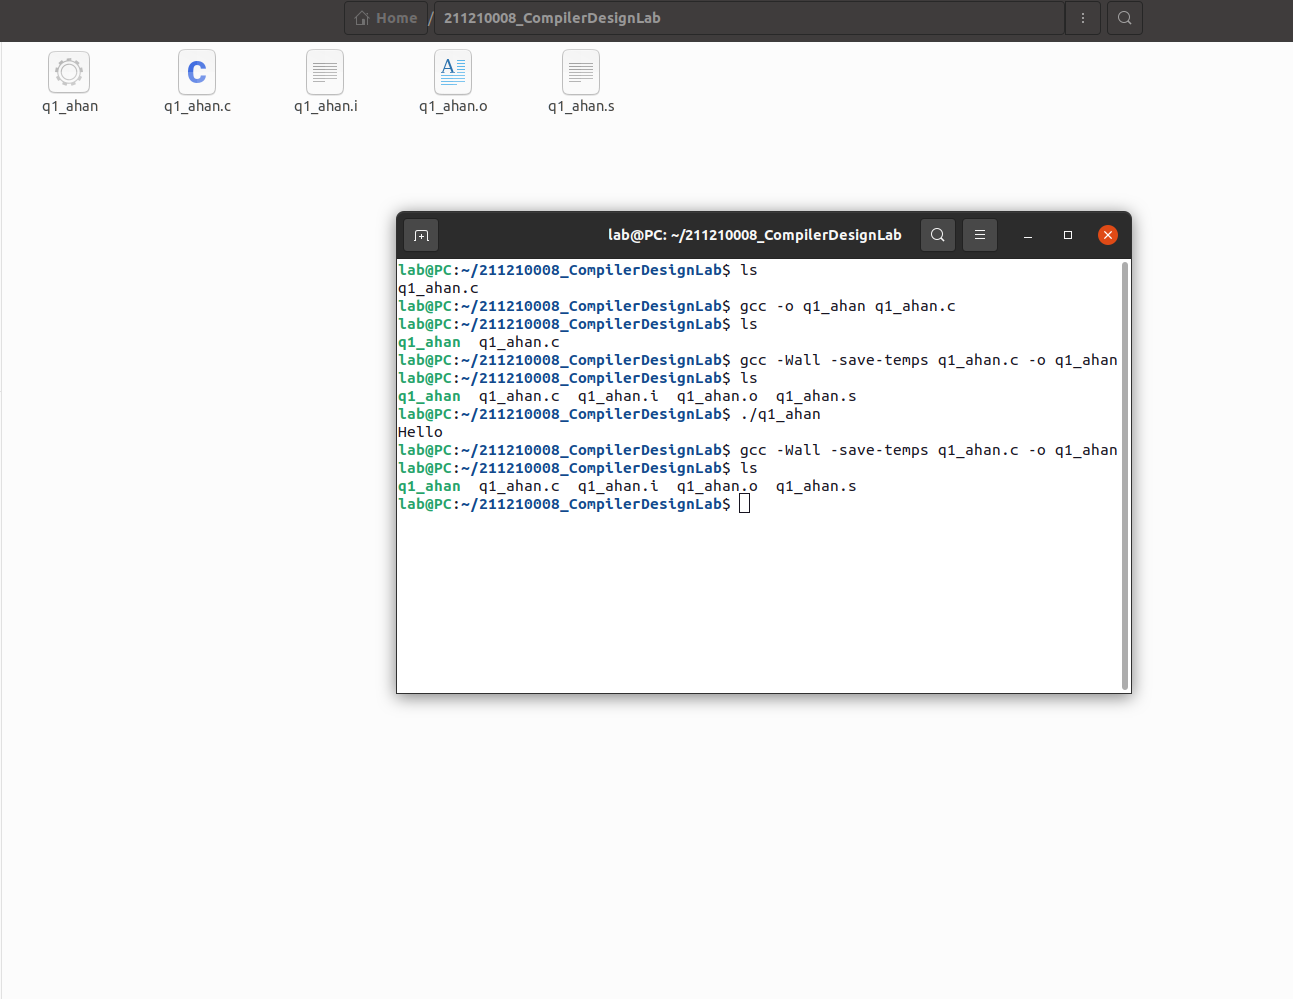 Home / 211210008_CompilerDesignLab
C A
q1_ahan q1_ahan.c q1_ahan.i q1_ahan.o q1_ahan.s
lab@PC: ~/211210008_CompilerDesignLab
lab@PC:~/211210008_CompilerDesignLab$ ls
q1_ahan.c
lab@PC:~/211210008_CompilerDesignLab$ gcc -o q1_ahan q1_ahan.c
lab@PC:~/211210008_CompilerDesignLab$ ls
q1_ahan  q1_ahan.c
lab@PC:~/211210008_CompilerDesignLab$ gcc -Wall -save-temps q1_ahan.c -o q1_ahan
lab@PC:~/211210008_CompilerDesignLab$ ls
q1_ahan  q1_ahan.c  q1_ahan.i  q1_ahan.o  q1_ahan.s
lab@PC:~/211210008_CompilerDesignLab$ ./q1_ahan
Hello
lab@PC:~/211210008_CompilerDesignLab$ gcc -Wall -save-temps q1_ahan.c -o q1_ahan
lab@PC:~/211210008_CompilerDesignLab$ ls
q1_ahan  q1_ahan.c  q1_ahan.i  q1_ahan.o  q1_ahan.s
lab@PC:~/211210008_CompilerDesignLab$